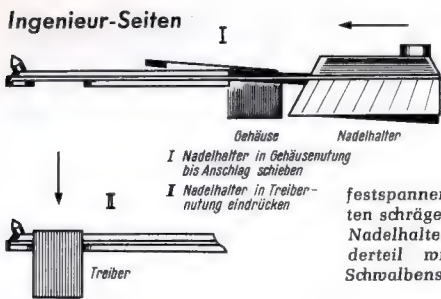 Ingenieur-Seiten
I
Gehäuse Nadelhalter
I Nadelhalter in Gehäusenutung
bis Anschlag schieben
II Nadelhalter in Treiber-
nutung eindrücken
II
Treiber
festspannen
ten schräge
Nadelhalte
derteil
Schwalbens